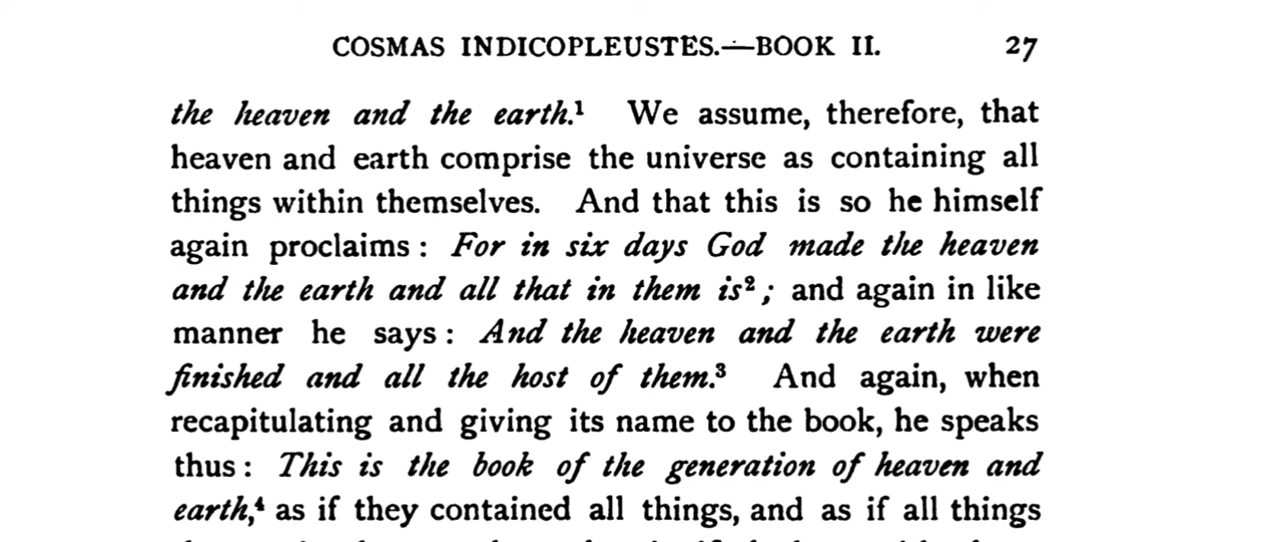 COSMAS INDICOPLEUSTES.—BOOK II. 27
the heaven and the earth.¹ We assume, therefore, that
heaven and earth comprise the universe as containing all
things within themselves. And that this is so he himself
again proclaims : For in six days God made the heaven
and the earth and all that in them is² ; and again in like
manner he says : And the heaven and the earth were
finished and all the host of them.³ And again, when
recapitulating and giving its name to the book, he speaks
thus : This is the book of the generation of heaven and
earth,⁴ as if they contained all things, and as if all things